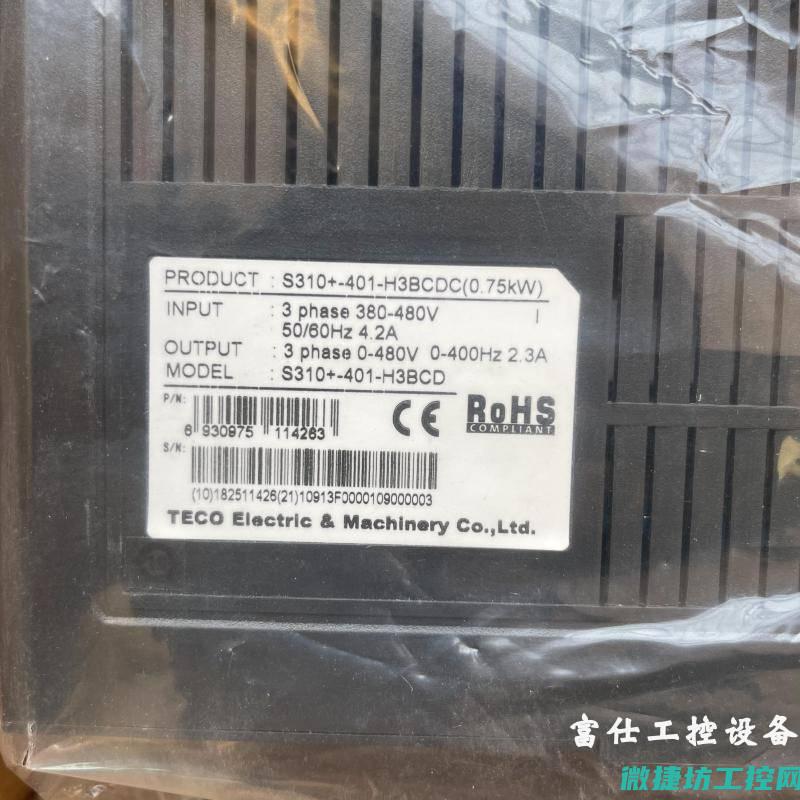 PRODUCT : S310+-401-H3BCDC(0.75kW)
INPUT : 3 phase 380-480V I
50/60Hz 4.2A
OUTPUT : 3 phase 0-480V 0-400Hz 2.3A
MODEL : S310+-401-H3BCD
P/N:
6 930975 114263
CE RoHS
COMPLIANT
S/N:
(10)182511426(21)10913F0000109000003
TECO Electric & Machinery Co.,Ltd.
富仕工控设备
微捷坊工控网